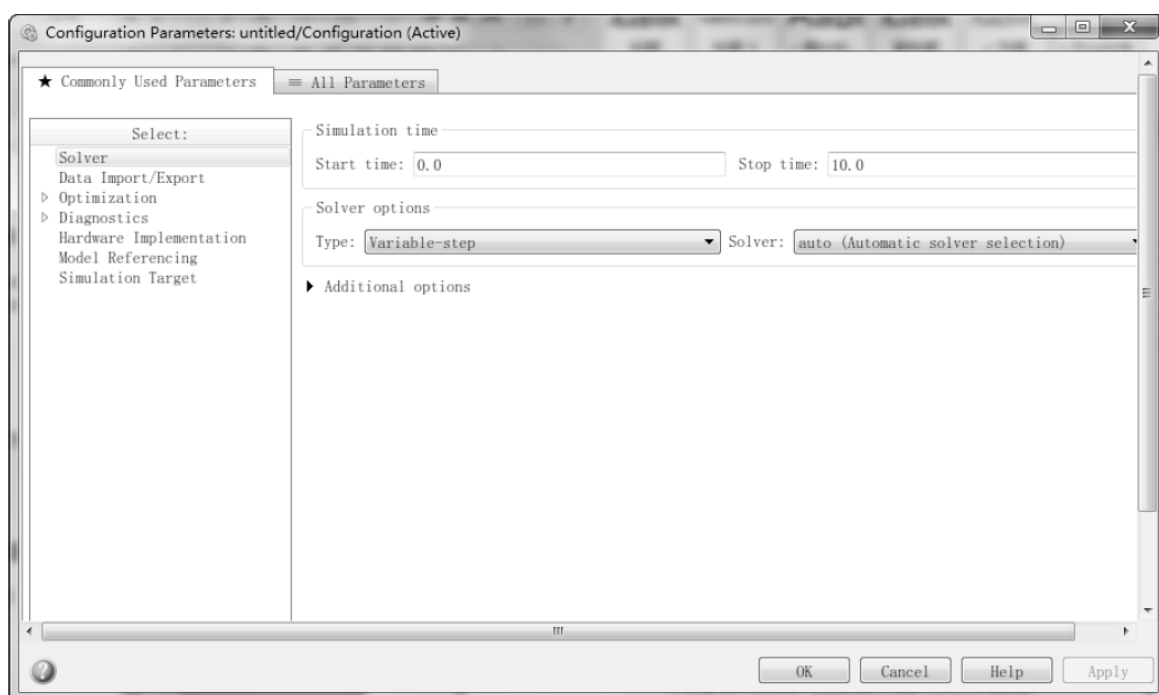 Configuration Parameters: untitled/Configuration (Active)
★ Commonly Used Parameters
≡ All Parameters
Select:
Solver
Data Import/Export
Optimization
Diagnostics
Hardware Implementation
Model Referencing
Simulation Target
Simulation time
Start time: 0.0 Stop time: 10.0
Solver options
Type: Variable-step Solver: auto (Automatic solver selection)
Additional options
OK Cancel Help Apply